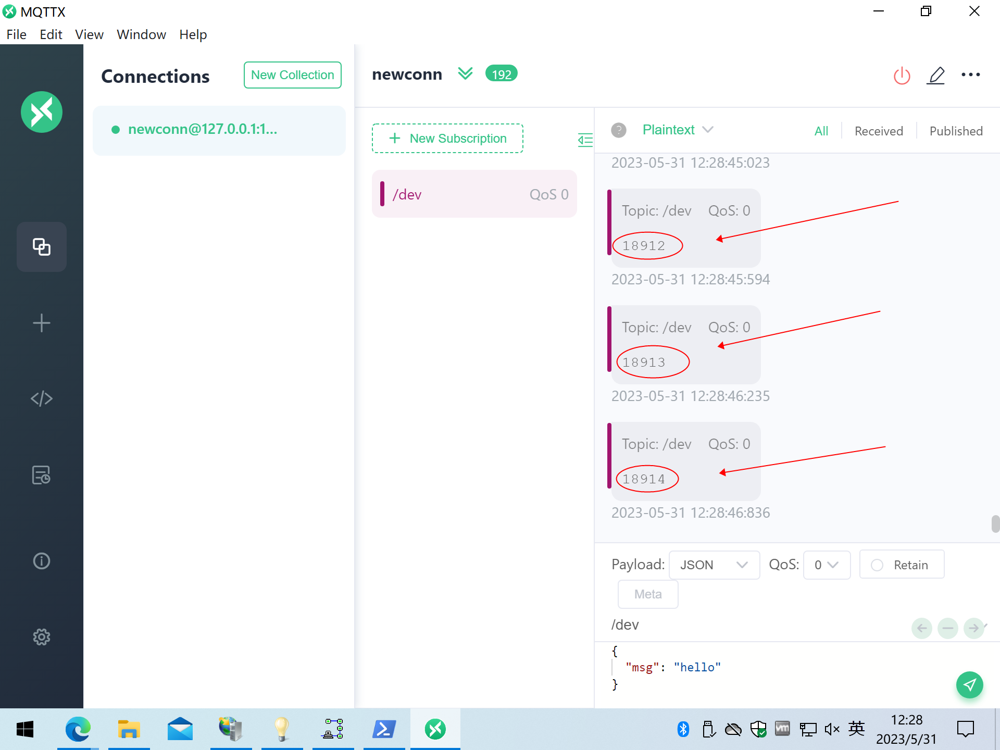 MQTTX
File Edit View Window Help
Connections
New Collection
newconn@127.0.0.1:1...
newconn 192
New Subscription
/dev QoS 0
Plaintext
All Received Published
2023-05-31 12:28:45:023
Topic: /dev QoS: 0
18912
2023-05-31 12:28:45:594
Topic: /dev QoS: 0
18913
2023-05-31 12:28:46:235
Topic: /dev QoS: 0
18914
2023-05-31 12:28:46:836
Payload: JSON QoS: 0 Retain
Meta
/dev
{
"msg": "hello"
}
英
12:28
2023/5/31